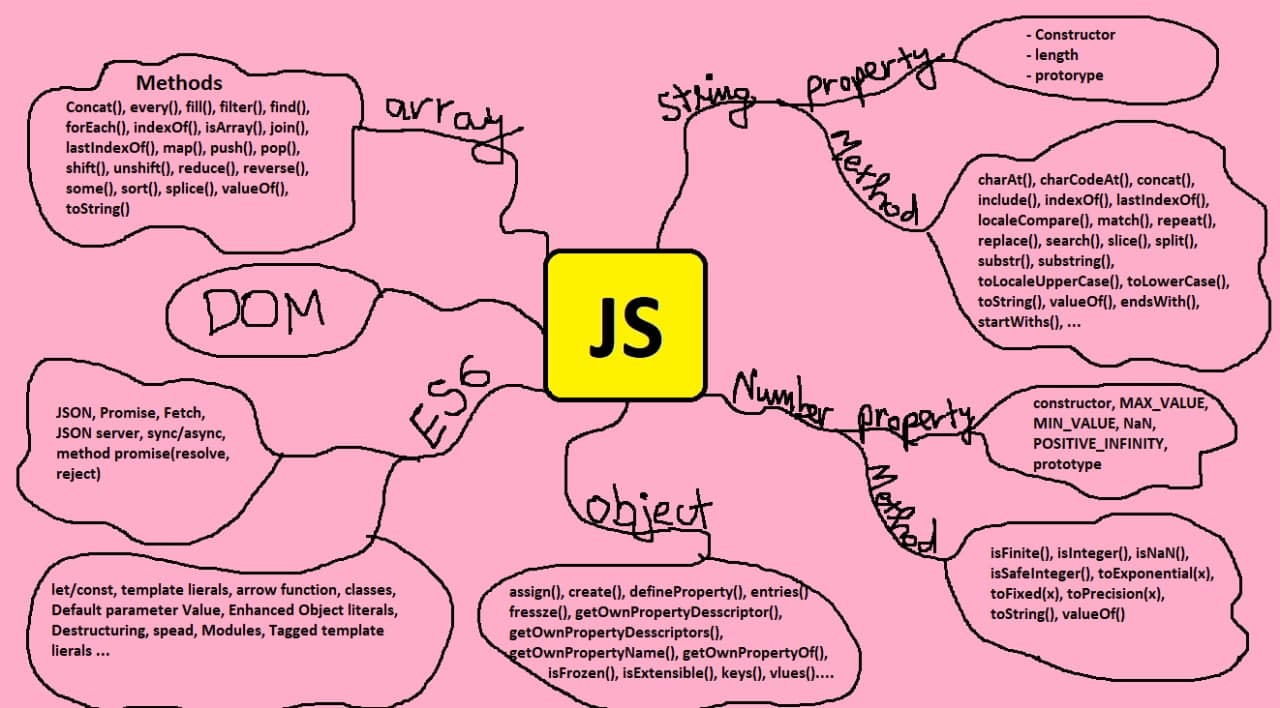 JS
array
Methods
Concat(), every(), fill(), filter(), find(),
forEach(), indexOf(), isArray(), join(),
lastIndexOf(), map(), push(), pop(),
shift(), unshift(), reduce(), reverse(),
some(), sort(), splice(), valueOf(),
toString()
String
property
- Constructor
- length
- protorype
Method
charAt(), charCodeAt(), concat(),
include(), indexOf(), lastIndexOf(),
localeCompare(), match(), repeat(),
replace(), search(), slice(), split(),
substr(), substring(),
toLocaleUpperCase(), toLowerCase(),
toString(), valueOf(), endsWith(),
startWiths(), ...
DOM
ES6
JSON, Promise, Fetch,
JSON server, sync/async,
method promise(resolve,
reject)
let/const, template lierals, arrow function, classes,
Default parameter Value, Enhanced Object literals,
Destructuring, spead, Modules, Tagged template
lierals ...
object
assign(), create(), defineProperty(), entries()
fressze(), getOwnPropertyDesscriptor(),
getOwnPropertyDesscriptors(),
getOwnPropertyName(), getOwnPropertyOf(),
isFrozen(), isExtensible(), keys(), vlues()....
Number
property
constructor, MAX_VALUE,
MIN_VALUE, NaN,
POSITIVE_INFINITY,
prototype
Method
isFinite(), isInteger(), isNaN(),
isSafeInteger(), toExponential(x),
toFixed(x), toPrecision(x),
toString(), valueOf()